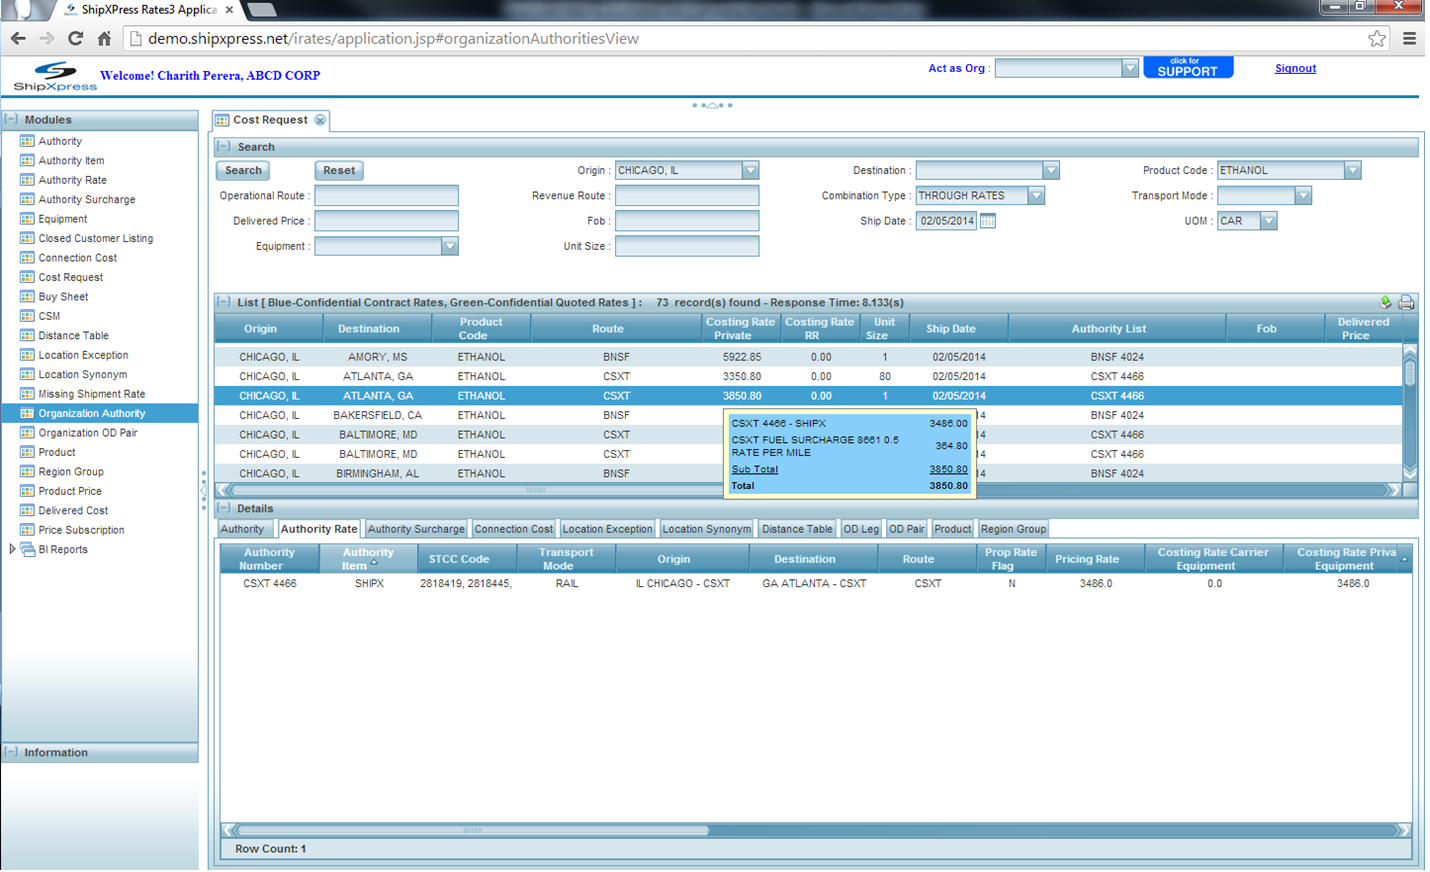 ShipXPress Rates3 Applica
demo.shipxpress.net/irates/application.jsp#organizationAuthoritiesView
ShipXpress
Welcome! Charith Perera, ABCD CORP
Act as Org :
click for
SUPPORT
Signout
Modules
Authority
Authority Item
Authority Rate
Authority Surcharge
Equipment
Closed Customer Listing
Connection Cost
Cost Request
Buy Sheet
CSM
Distance Table
Location Exception
Location Synonym
Missing Shipment Rate
Organization Authority
Organization OD Pair
Product
Region Group
Product Price
Delivered Cost
Price Subscription
BI Reports
Information
Cost Request
Search
Search Reset Origin : CHICAGO, IL Destination : Product Code : ETHANOL
Operational Route : Revenue Route : Combination Type : THROUGH RATES Transport Mode :
Delivered Price : Fob : Ship Date : 02/05/2014 UOM : CAR
Equipment : Unit Size :
List [ Blue-Confidential Contract Rates, Green-Confidential Quoted Rates ] : 73 record(s) found - Response Time: 8.133(s)
Origin Destination Product Code Route Costing Rate Private Costing Rate RR Unit Size Ship Date Authority List Fob Delivered Price
CHICAGO, IL AMORY, MS ETHANOL BNSF 5922.85 0.00 1 02/05/2014 BNSF 4024
CHICAGO, IL ATLANTA, GA ETHANOL CSXT 3350.80 0.00 80 02/05/2014 CSXT 4466
CHICAGO, IL ATLANTA, GA ETHANOL CSXT 3850.80 0.00 1 02/05/2014 CSXT 4466
CHICAGO, IL BAKERSFIELD, CA ETHANOL BNSF BNSF 4024
CHICAGO, IL BALTIMORE, MD ETHANOL CSXT CSXT 4466
CHICAGO, IL BALTIMORE, MD ETHANOL CSXT CSXT 4466
CHICAGO, IL BIRMINGHAM, AL ETHANOL BNSF BNSF 4024
CSXT 4466 - SHIPX 3486.00
CSXT FUEL SURCHARGE 8661 0.5
RATE PER MILE 364.80
Sub Total 3850.80
Total 3850.80
Details
Authority Authority Rate Authority Surcharge Connection Cost Location Exception Location Synonym Distance Table OD Leg OD Pair Product Region Group
Authority Number Authority Item STCC Code Transport Mode Origin Destination Route Prop Rate Flag Pricing Rate Costing Rate Carrier Equipment Costing Rate Priva Equipment
CSXT 4466 SHIPX 2818419, 2818445, RAIL IL CHICAGO - CSXT GA ATLANTA - CSXT CSXT N 3486.0 0.0 3486.0
Row Count: 1